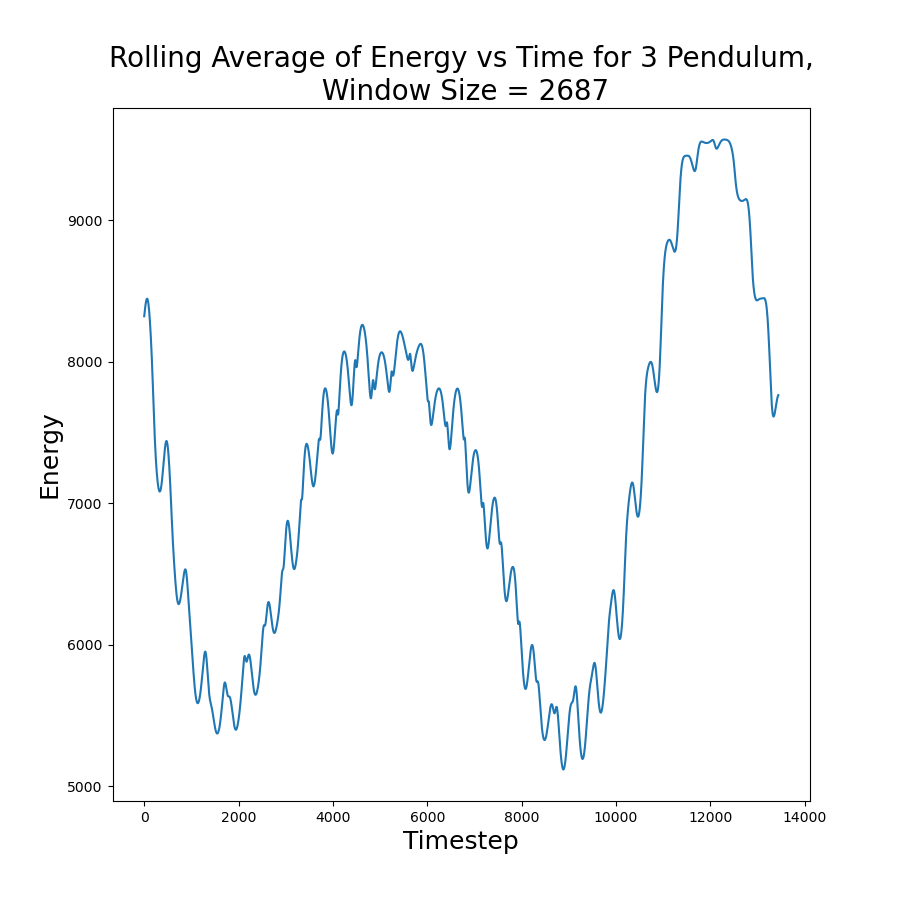 Rolling Average of Energy vs Time for 3 Pendulum,
Window Size = 2687
9000
8000
7000
6000
5000
Energy
0 2000 4000 6000 8000 10000 12000 14000
Timestep